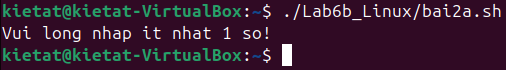 kietat@kietat-VirtualBox:~$ ./Lab6b_Linux/bai2a.sh
Vui long nhap it nhat 1 so!
kietat@kietat-VirtualBox:~$